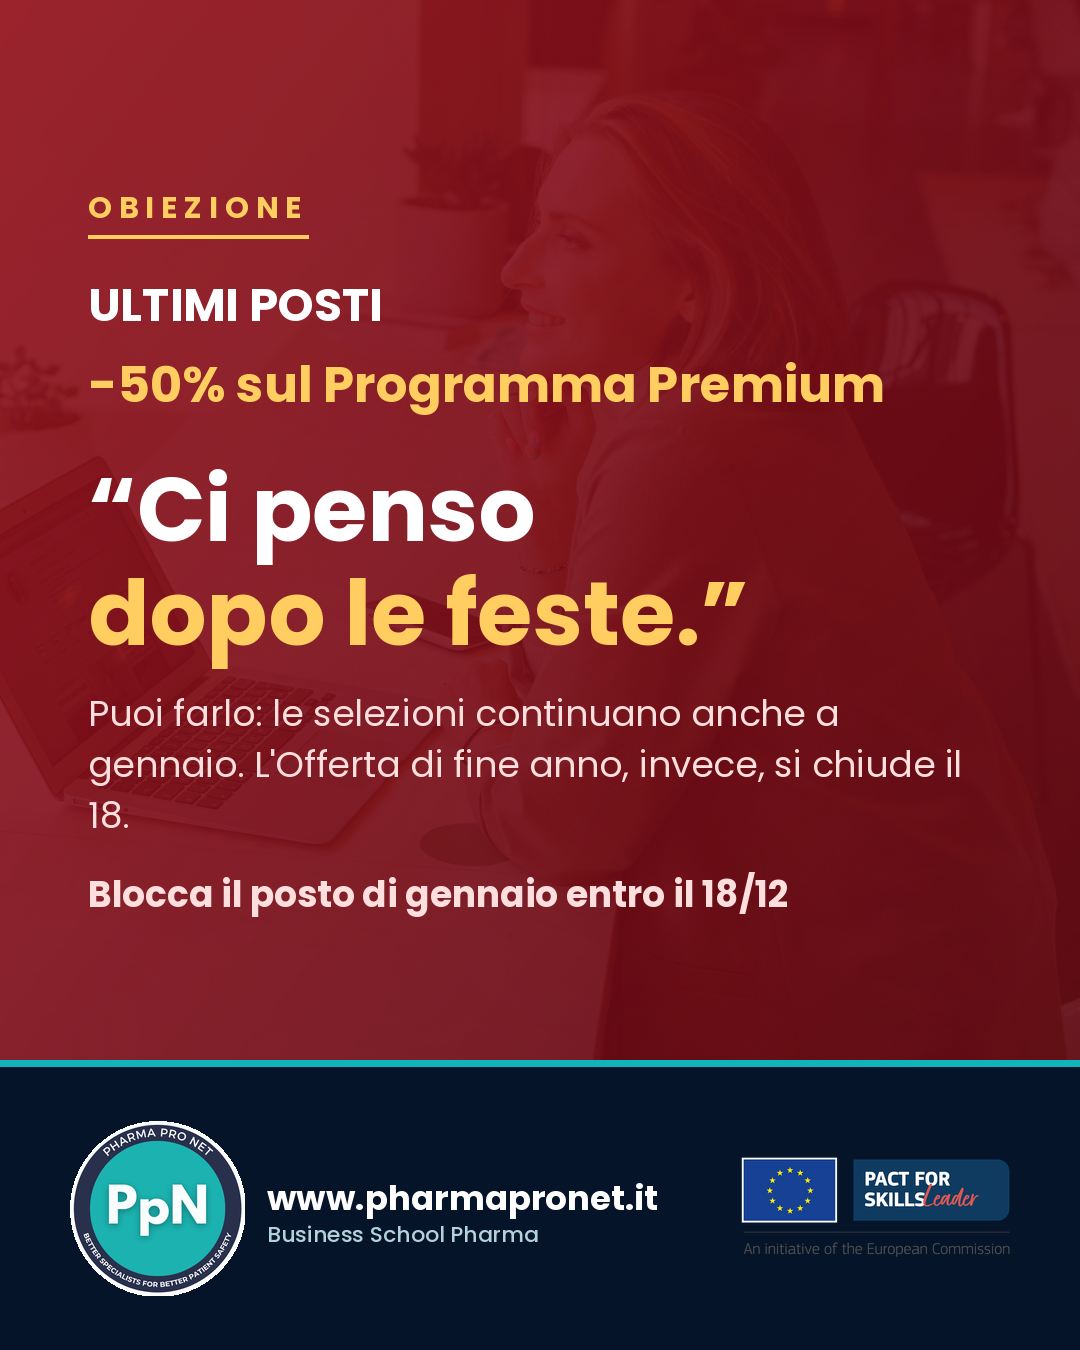 OBIEZIONE
ULTIMI POSTI
-50% sul Programma Premium
“Ci penso
dopo le feste.”
Puoi farlo: le selezioni continuano anche a
gennaio. L'Offerta di fine anno, invece, si chiude il
18.
Blocca il posto di gennaio entro il 18/12
PHARMA PRO NET
PpN
BETTER SPECIALISTS FOR BETTER PATIENT SAFETY
www.pharmapronet.it
Business School Pharma
PACT FOR
SKILLS Leader
An initiative of the European Commission